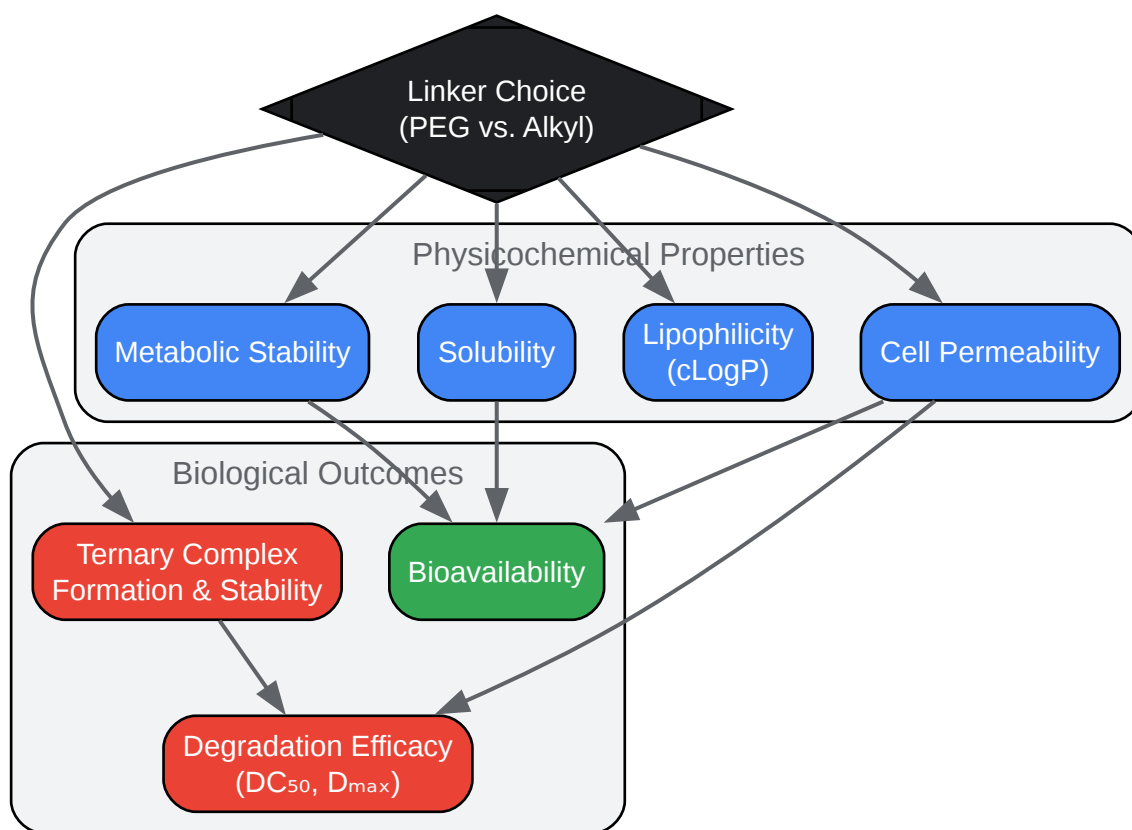 Linker Choice
(PEG vs. Alkyl)
Physicochemical Properties
Metabolic Stability
Solubility
Lipophilicity
(cLogP)
Cell Permeability
Biological Outcomes
Ternary Complex
Formation & Stability
Bioavailability
Degradation Efficacy
(DC₅₀, Dₘₐₓ)